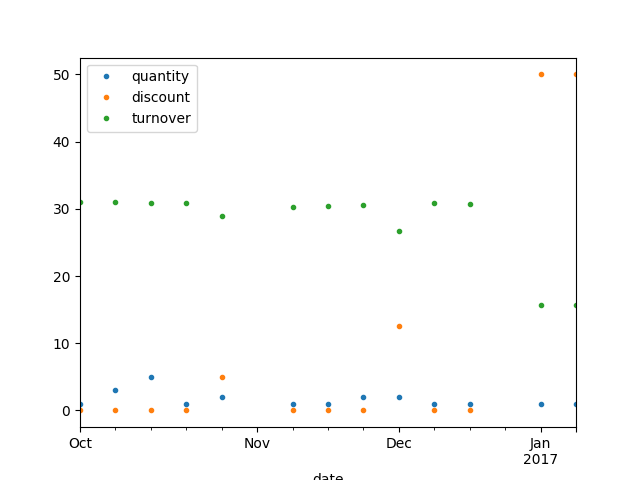 quantity
discount
turnover
50
40
30
20
10
0
Oct
Nov
Dec
Jan
2017
date